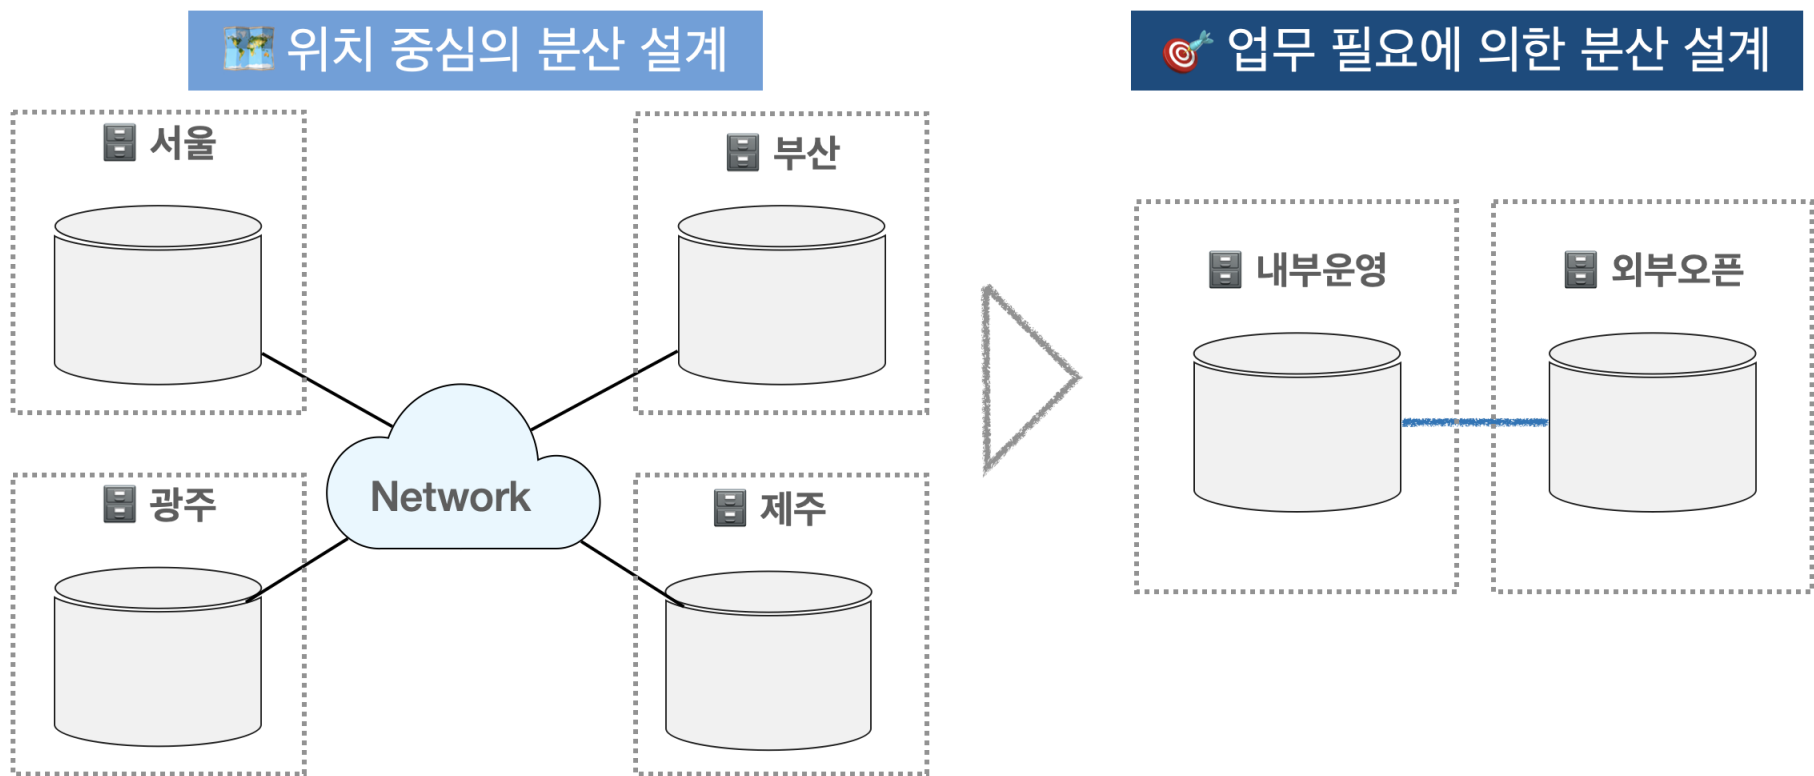 위치 중심의 분산 설계
업무 필요에 의한 분산 설계
서울
부산
내부운영
외부오픈
Network
광주
제주